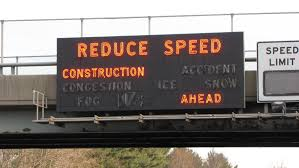 REDUCE SPEED
CONSTRUCTION ACCIDENT
CONGESTION ICE SNOW
FOG AHEAD
SPEED
LIMIT